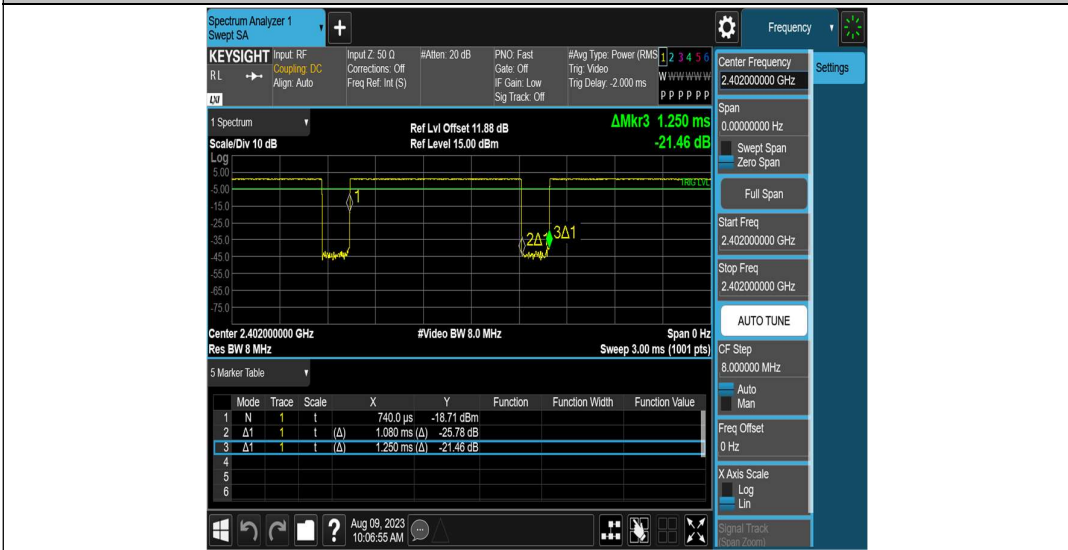 Spectrum Analyzer 1
Swept SA
+
Frequency
KEYSIGHT
RL
LXI
Input: RF
Coupling: DC
Align: Auto
Input Z: 50 Ω
Corrections: Off
Freq Ref: Int (S)
#Atten: 20 dB
PNO: Fast
Gate: Off
IF Gain: Low
Sig Track: Off
#Avg Type: Power (RMS
Trig: Video
Trig Delay: -2.000 ms
1 2 3 4 5 6
W W W W W W
P P P P P P
1 Spectrum
Scale/Div 10 dB
Ref Lvl Offset 11.88 dB
Ref Level 15.00 dBm
ΔMkr3 1.250 ms
-21.46 dB
Log
5.00
-5.00
-15.0
-25.0
-35.0
-45.0
-55.0
-65.0
-75.0
TRIG LVL
1
2Δ1
3Δ1
Center 2.402000000 GHz
#Video BW 8.0 MHz
Span 0 Hz
Res BW 8 MHz
Sweep 3.00 ms (1001 pts)
5 Marker Table
Mode Trace Scale X Y Function Function Width Function Value
1 N 1 t 740.0 µs -18.71 dBm
2 Δ1 1 t (Δ) 1.080 ms (Δ) -25.78 dB
3 Δ1 1 t (Δ) 1.250 ms (Δ) -21.46 dB
4
5
6
?
Aug 09, 2023
10:06:55 AM
Center Frequency
2.402000000 GHz
Settings
Span
0.00000000 Hz
Swept Span
Zero Span
Full Span
Start Freq
2.402000000 GHz
Stop Freq
2.402000000 GHz
AUTO TUNE
CF Step
8.000000 MHz
Auto
Man
Freq Offset
0 Hz
X Axis Scale
Log
Lin
Signal Track
(Span Zoom)